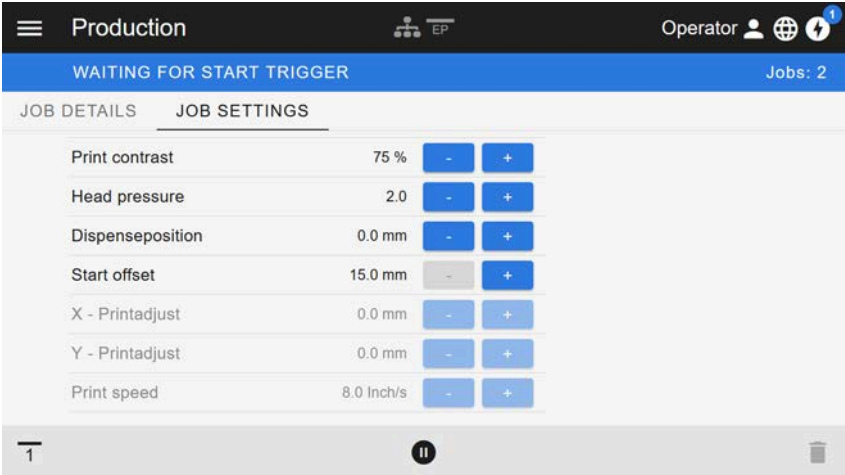 Production EP Operator 1
WAITING FOR START TRIGGER Jobs: 2
JOB DETAILS JOB SETTINGS
Print contrast 75 % - +
Head pressure 2.0 - +
Dispenseposition 0.0 mm - +
Start offset 15.0 mm - +
X - Printadjust 0.0 mm - +
Y - Printadjust 0.0 mm - +
Print speed 8.0 Inch/s - +
1